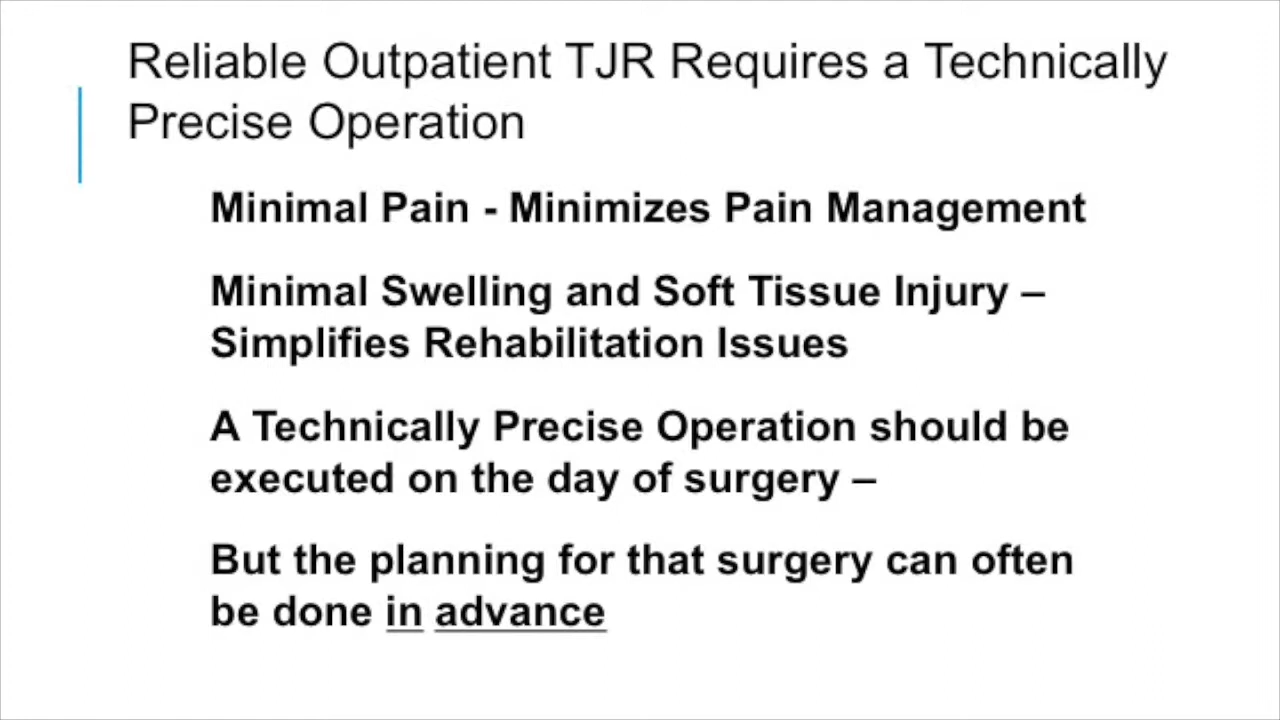 Reliable Outpatient TJR Requires a Technically
Precise Operation
Minimal Pain - Minimizes Pain Management
Minimal Swelling and Soft Tissue Injury –
Simplifies Rehabilitation Issues
A Technically Precise Operation should be
executed on the day of surgery –
But the planning for that surgery can often
be done in advance